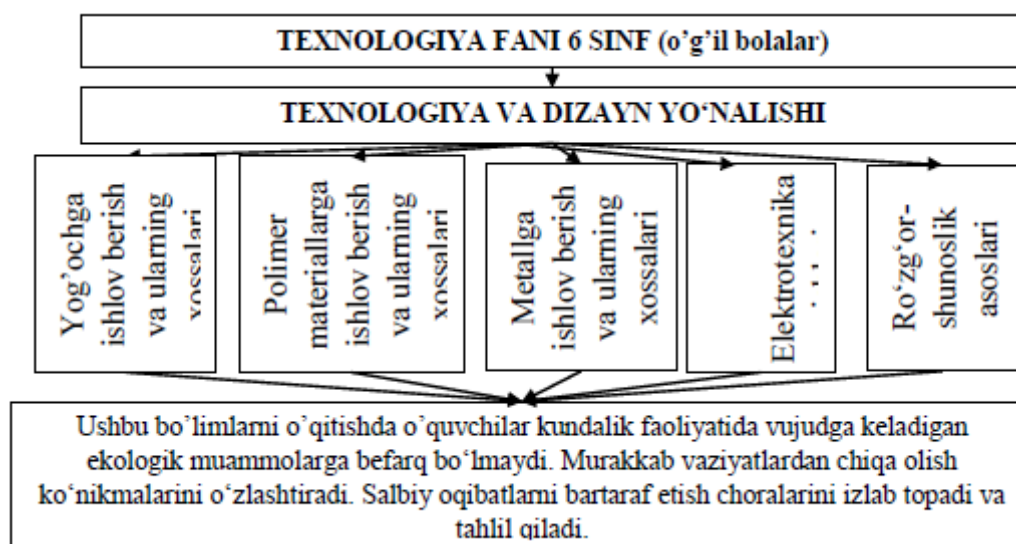 TEXNOLOGIYA FANI 6 SINF (o’g’il bolalar)
TEXNOLOGIYA VA DIZAYN YO‘NALISHI
Yog’ochga
ishlov berish
va ularning
xossalari
Polimer
materiallarga
ishlov berish
va ularning
xossalari
Metallga
ishlov berish
va ularning
xossalari
Elektrotexnika
Ro‘zg‘or-
shunoslik
asoslari
Ushbu bo’limlarni o’qitishda o’quvchilar kundalik faoliyatida vujudga keladigan
ekologik muammolarga befarq bo‘lmaydi. Murakkab vaziyatlardan chiqa olish
ko‘nikmalarini o‘zlashtiradi. Salbiy oqibatlarni bartaraf etish choralarini izlab topadi va
tahlil qiladi.